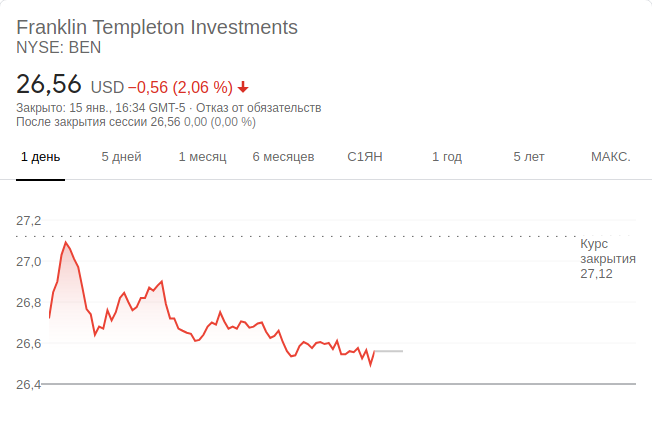 Franklin Templeton Investments
NYSE: BEN
26,56 USD −0,56 (2,06 %)
Закрыто: 15 янв., 16:34 GMT-5 · Отказ от обязательств
После закрытия сессии 26,56 0,00 (0,00 %)
1 день 5 дней 1 месяц 6 месяцев С1ЯН 1 год 5 лет МАКС.
27,2
Курс
закрытия
27,12
27,0
26,8
26,6
26,4